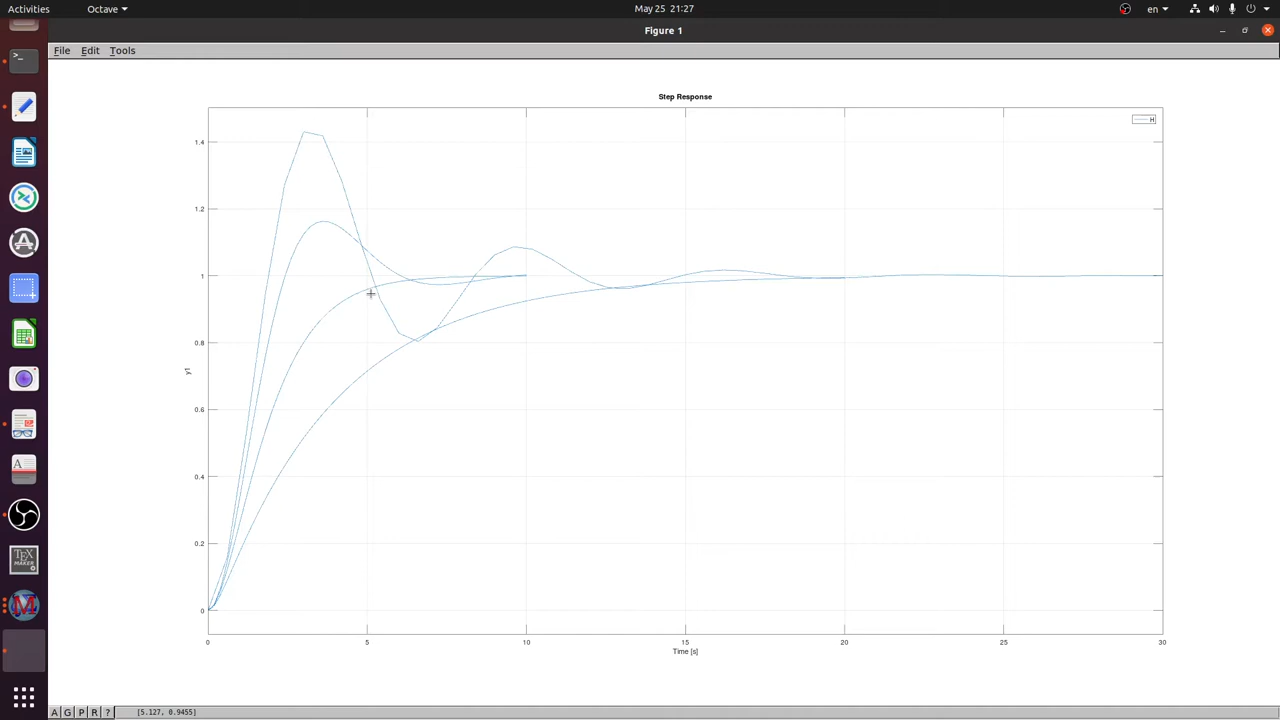 Activities
Octave
May 25 21:27
en
Figure 1
File
Edit
Tools
Step Response
H
1.4
1.2
1
0.8
0.6
0.4
0.2
0
y1
0
5
10
15
20
25
30
Time [s]
A G P R ?
[5.127, 0.9455]
>_
A
TEX
MAKER
M